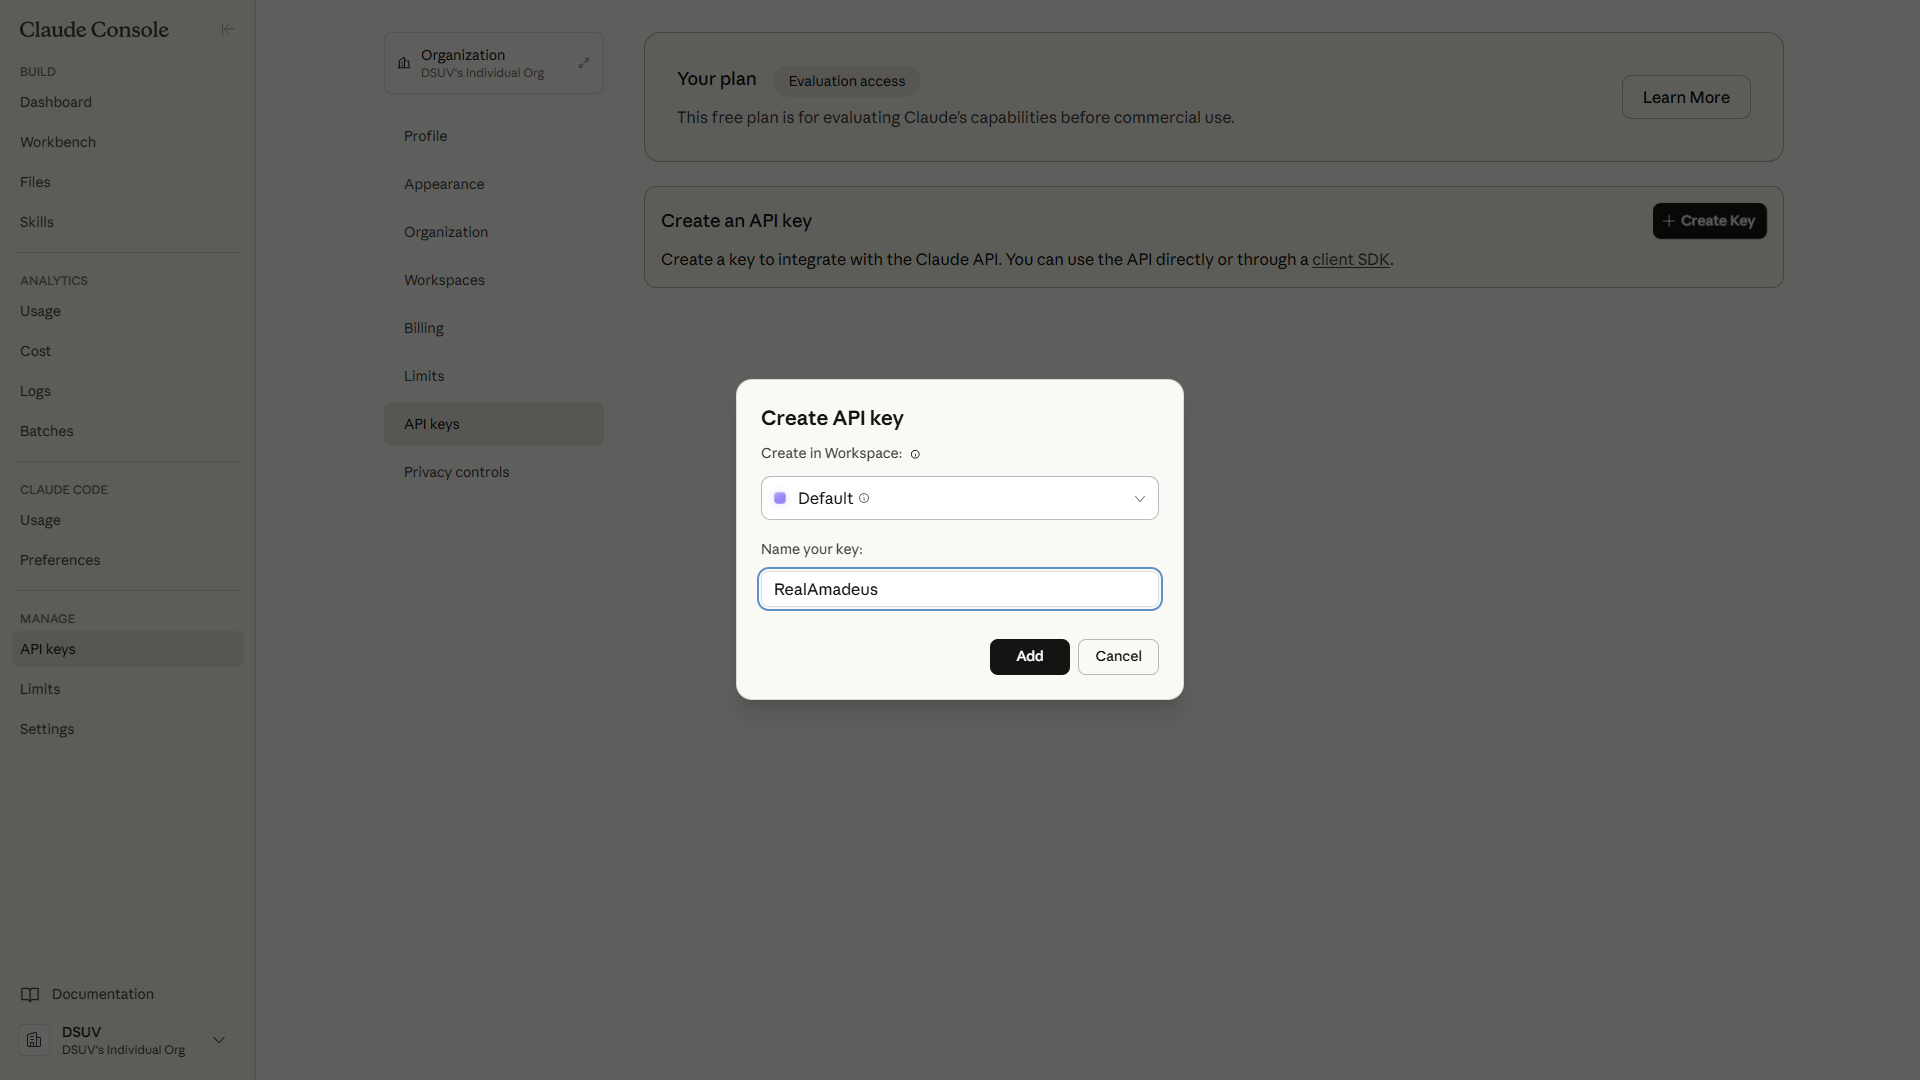 Claude Console
BUILD
Dashboard
Workbench
Files
Skills
ANALYTICS
Usage
Cost
Logs
Batches
CLAUDE CODE
Usage
Preferences
MANAGE
API keys
Limits
Settings
Documentation
DSUV
DSUV's Individual Org
Organization
DSUV's Individual Org
Profile
Appearance
Organization
Workspaces
Billing
Limits
API keys
Privacy controls
Your plan
Evaluation access
This free plan is for evaluating Claude's capabilities before commercial use.
Learn More
Create an API key
Create Key
Create a key to integrate with the Claude API. You can use the API directly or through a client SDK.
Create API key
Create in Workspace:
Default
Name your key:
RealAmadeus
Add
Cancel